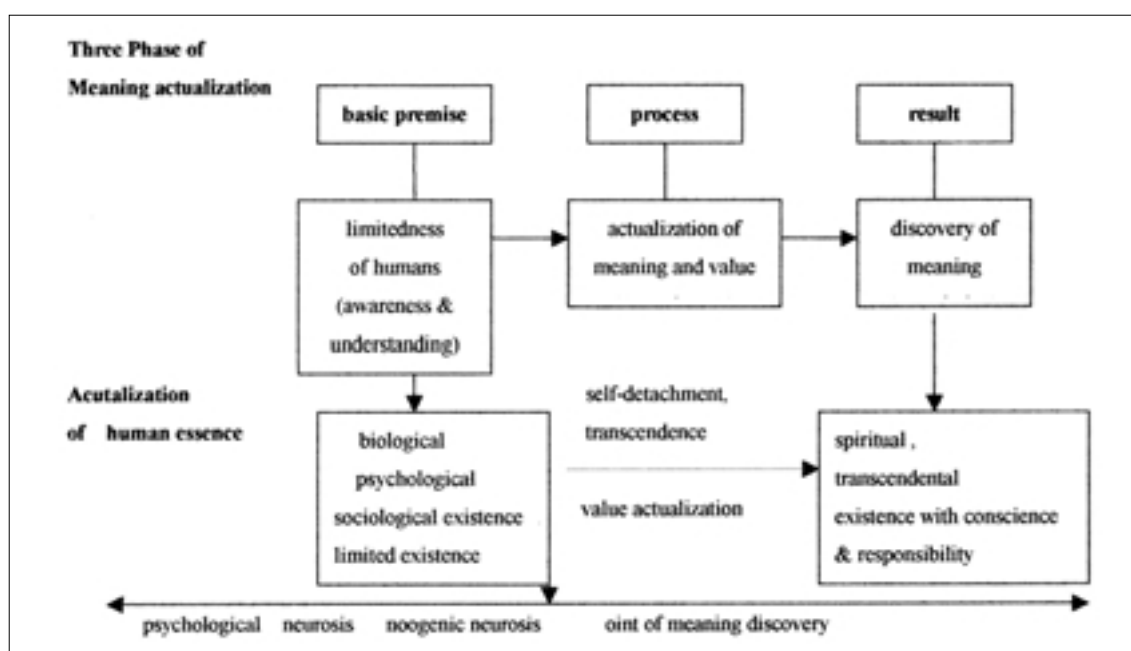 Three Phase of
Meaning actualization
basic premise
process
result
limitedness
of humans
(awareness &
understanding)
actualization of
meaning and value
discovery of
meaning
Acutalization
of human essence
biological
psychological
sociological existence
limited existence
self-detachment,
transcendence
value actualization
spiritual ,
transcendental
existence with conscience
& responsibility
psychological neurosis noogenic neurosis oint of meaning discovery